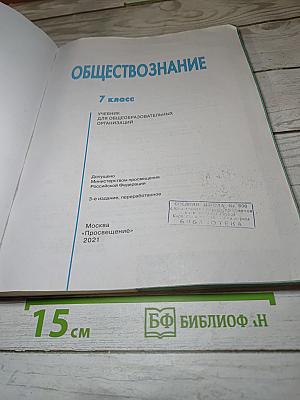 ОБЩЕСТВОЗНАНИЕ
7 класс
УЧЕБНИК
ДЛЯ ОБЩЕОБРАЗОВАТЕЛЬНЫХ
ОРГАНИЗАЦИЙ
Допущено
Министерством просвещения
Российской Федерации
3-е издание, переработанное
БИБЛИОТЕКА
Москва
«Просвещение»
2021
15 см
БФ БИБЛИОФ